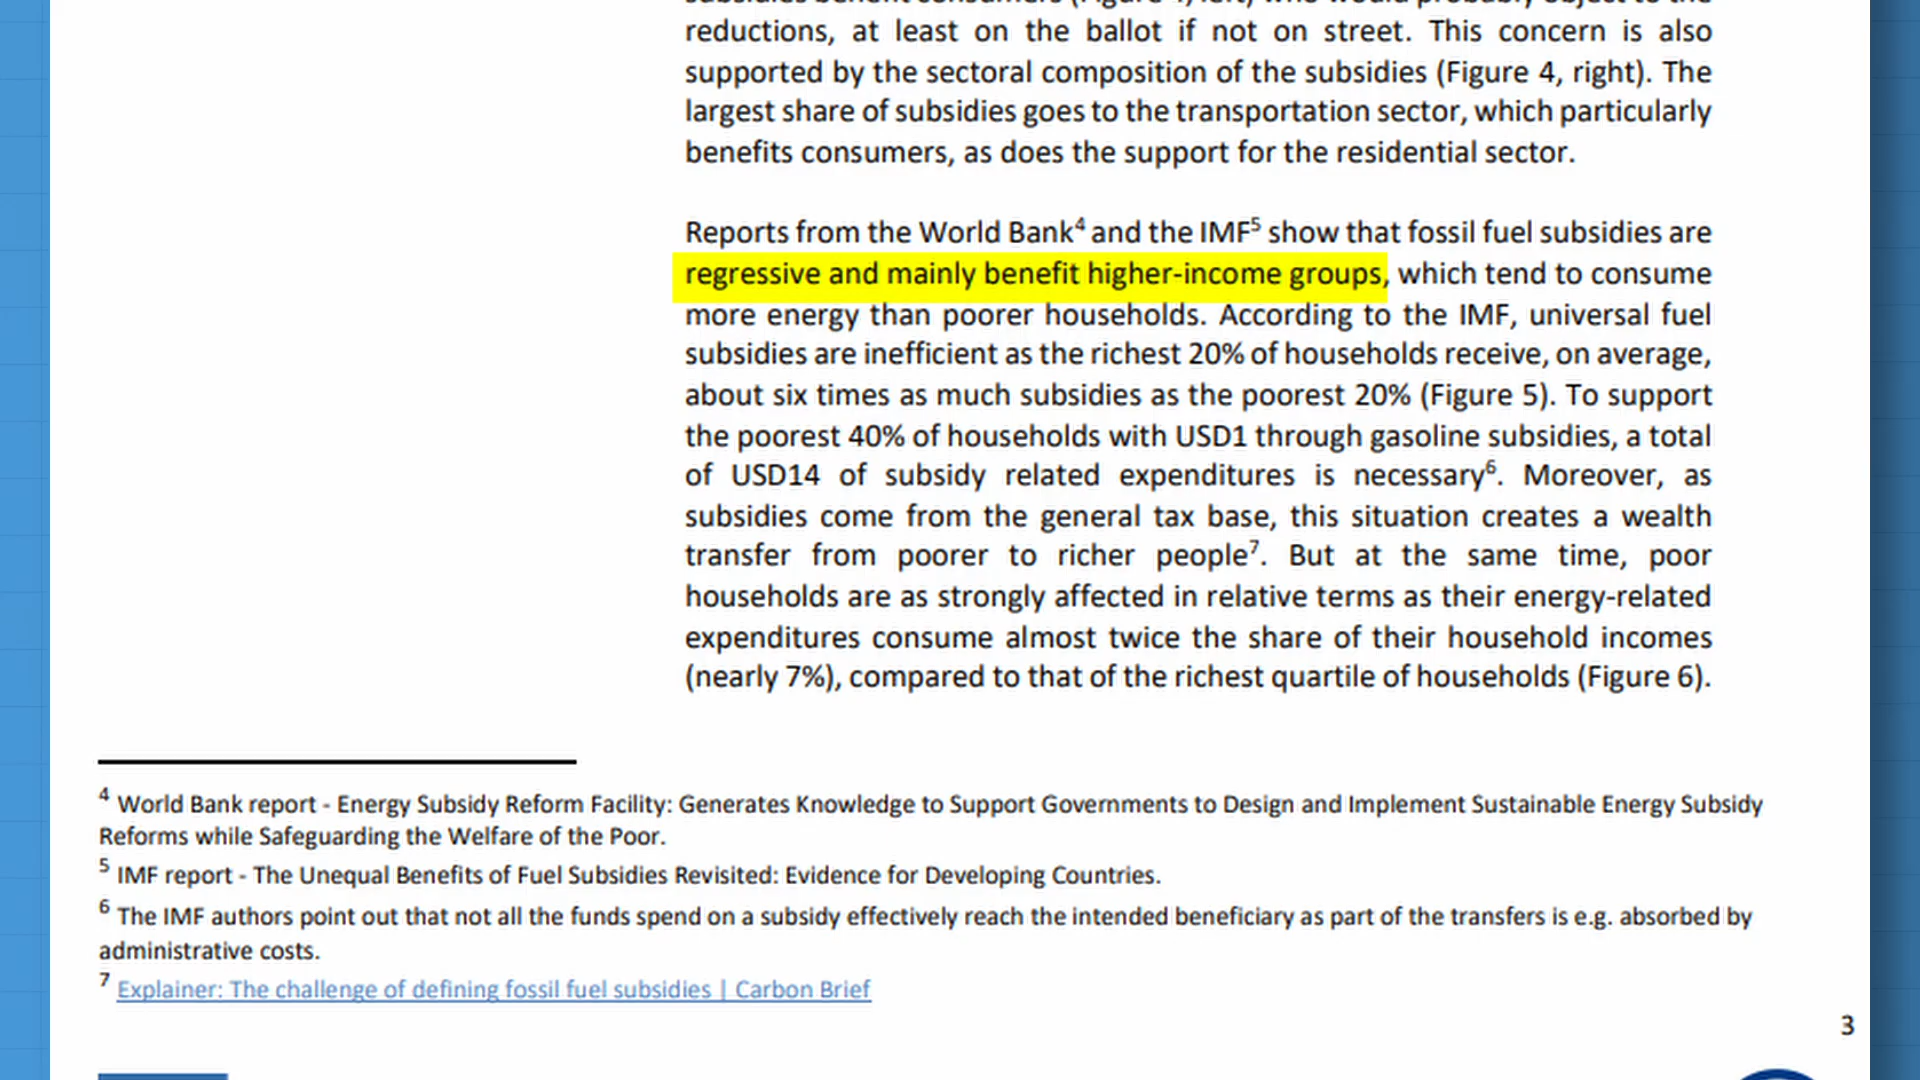 reductions, at least on the ballot if not on street. This concern is also
supported by the sectoral composition of the subsidies (Figure 4, right). The
largest share of subsidies goes to the transportation sector, which particularly
benefits consumers, as does the support for the residential sector.
Reports from the World Bank⁴ and the IMF⁵ show that fossil fuel subsidies are
regressive and mainly benefit higher-income groups, which tend to consume
more energy than poorer households. According to the IMF, universal fuel
subsidies are inefficient as the richest 20% of households receive, on average,
about six times as much subsidies as the poorest 20% (Figure 5). To support
the poorest 40% of households with USD1 through gasoline subsidies, a total
of USD14 of subsidy related expenditures is necessary⁶. Moreover, as
subsidies come from the general tax base, this situation creates a wealth
transfer from poorer to richer people⁷. But at the same time, poor
households are as strongly affected in relative terms as their energy-related
expenditures consume almost twice the share of their household incomes
(nearly 7%), compared to that of the richest quartile of households (Figure 6).
⁴ World Bank report - Energy Subsidy Reform Facility: Generates Knowledge to Support Governments to Design and Implement Sustainable Energy Subsidy
Reforms while Safeguarding the Welfare of the Poor.
⁵ IMF report - The Unequal Benefits of Fuel Subsidies Revisited: Evidence for Developing Countries.
⁶ The IMF authors point out that not all the funds spend on a subsidy effectively reach the intended beneficiary as part of the transfers is e.g. absorbed by
administrative costs.
⁷ Explainer: The challenge of defining fossil fuel subsidies | Carbon Brief
3